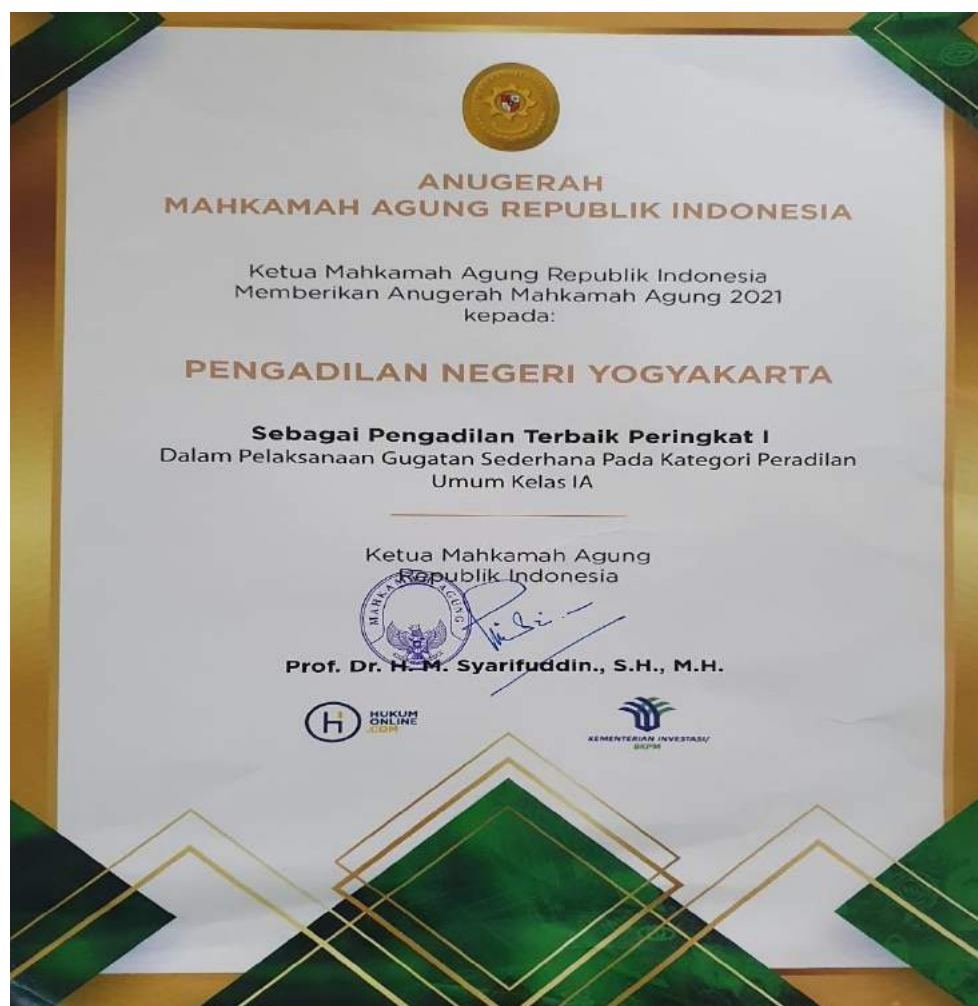 ANUGERAH
MAHKAMAH AGUNG REPUBLIK INDONESIA
Ketua Mahkamah Agung Republik Indonesia
Memberikan Anugerah Mahkamah Agung 2021
kepada:
PENGADILAN NEGERI YOGYAKARTA
Sebagai Pengadilan Terbaik Peringkat I
Dalam Pelaksanaan Gugatan Sederhana Pada Kategori Peradilan
Umum Kelas IA
Ketua Mahkamah Agung
Republik Indonesia
MAHKAMAH AGUNG
Prof. Dr. H. M. Syarifuddin., S.H., M.H.
H
HUKUM
ONLINE
.COM
KEMENTERIAN INVESTASI/
BKPM